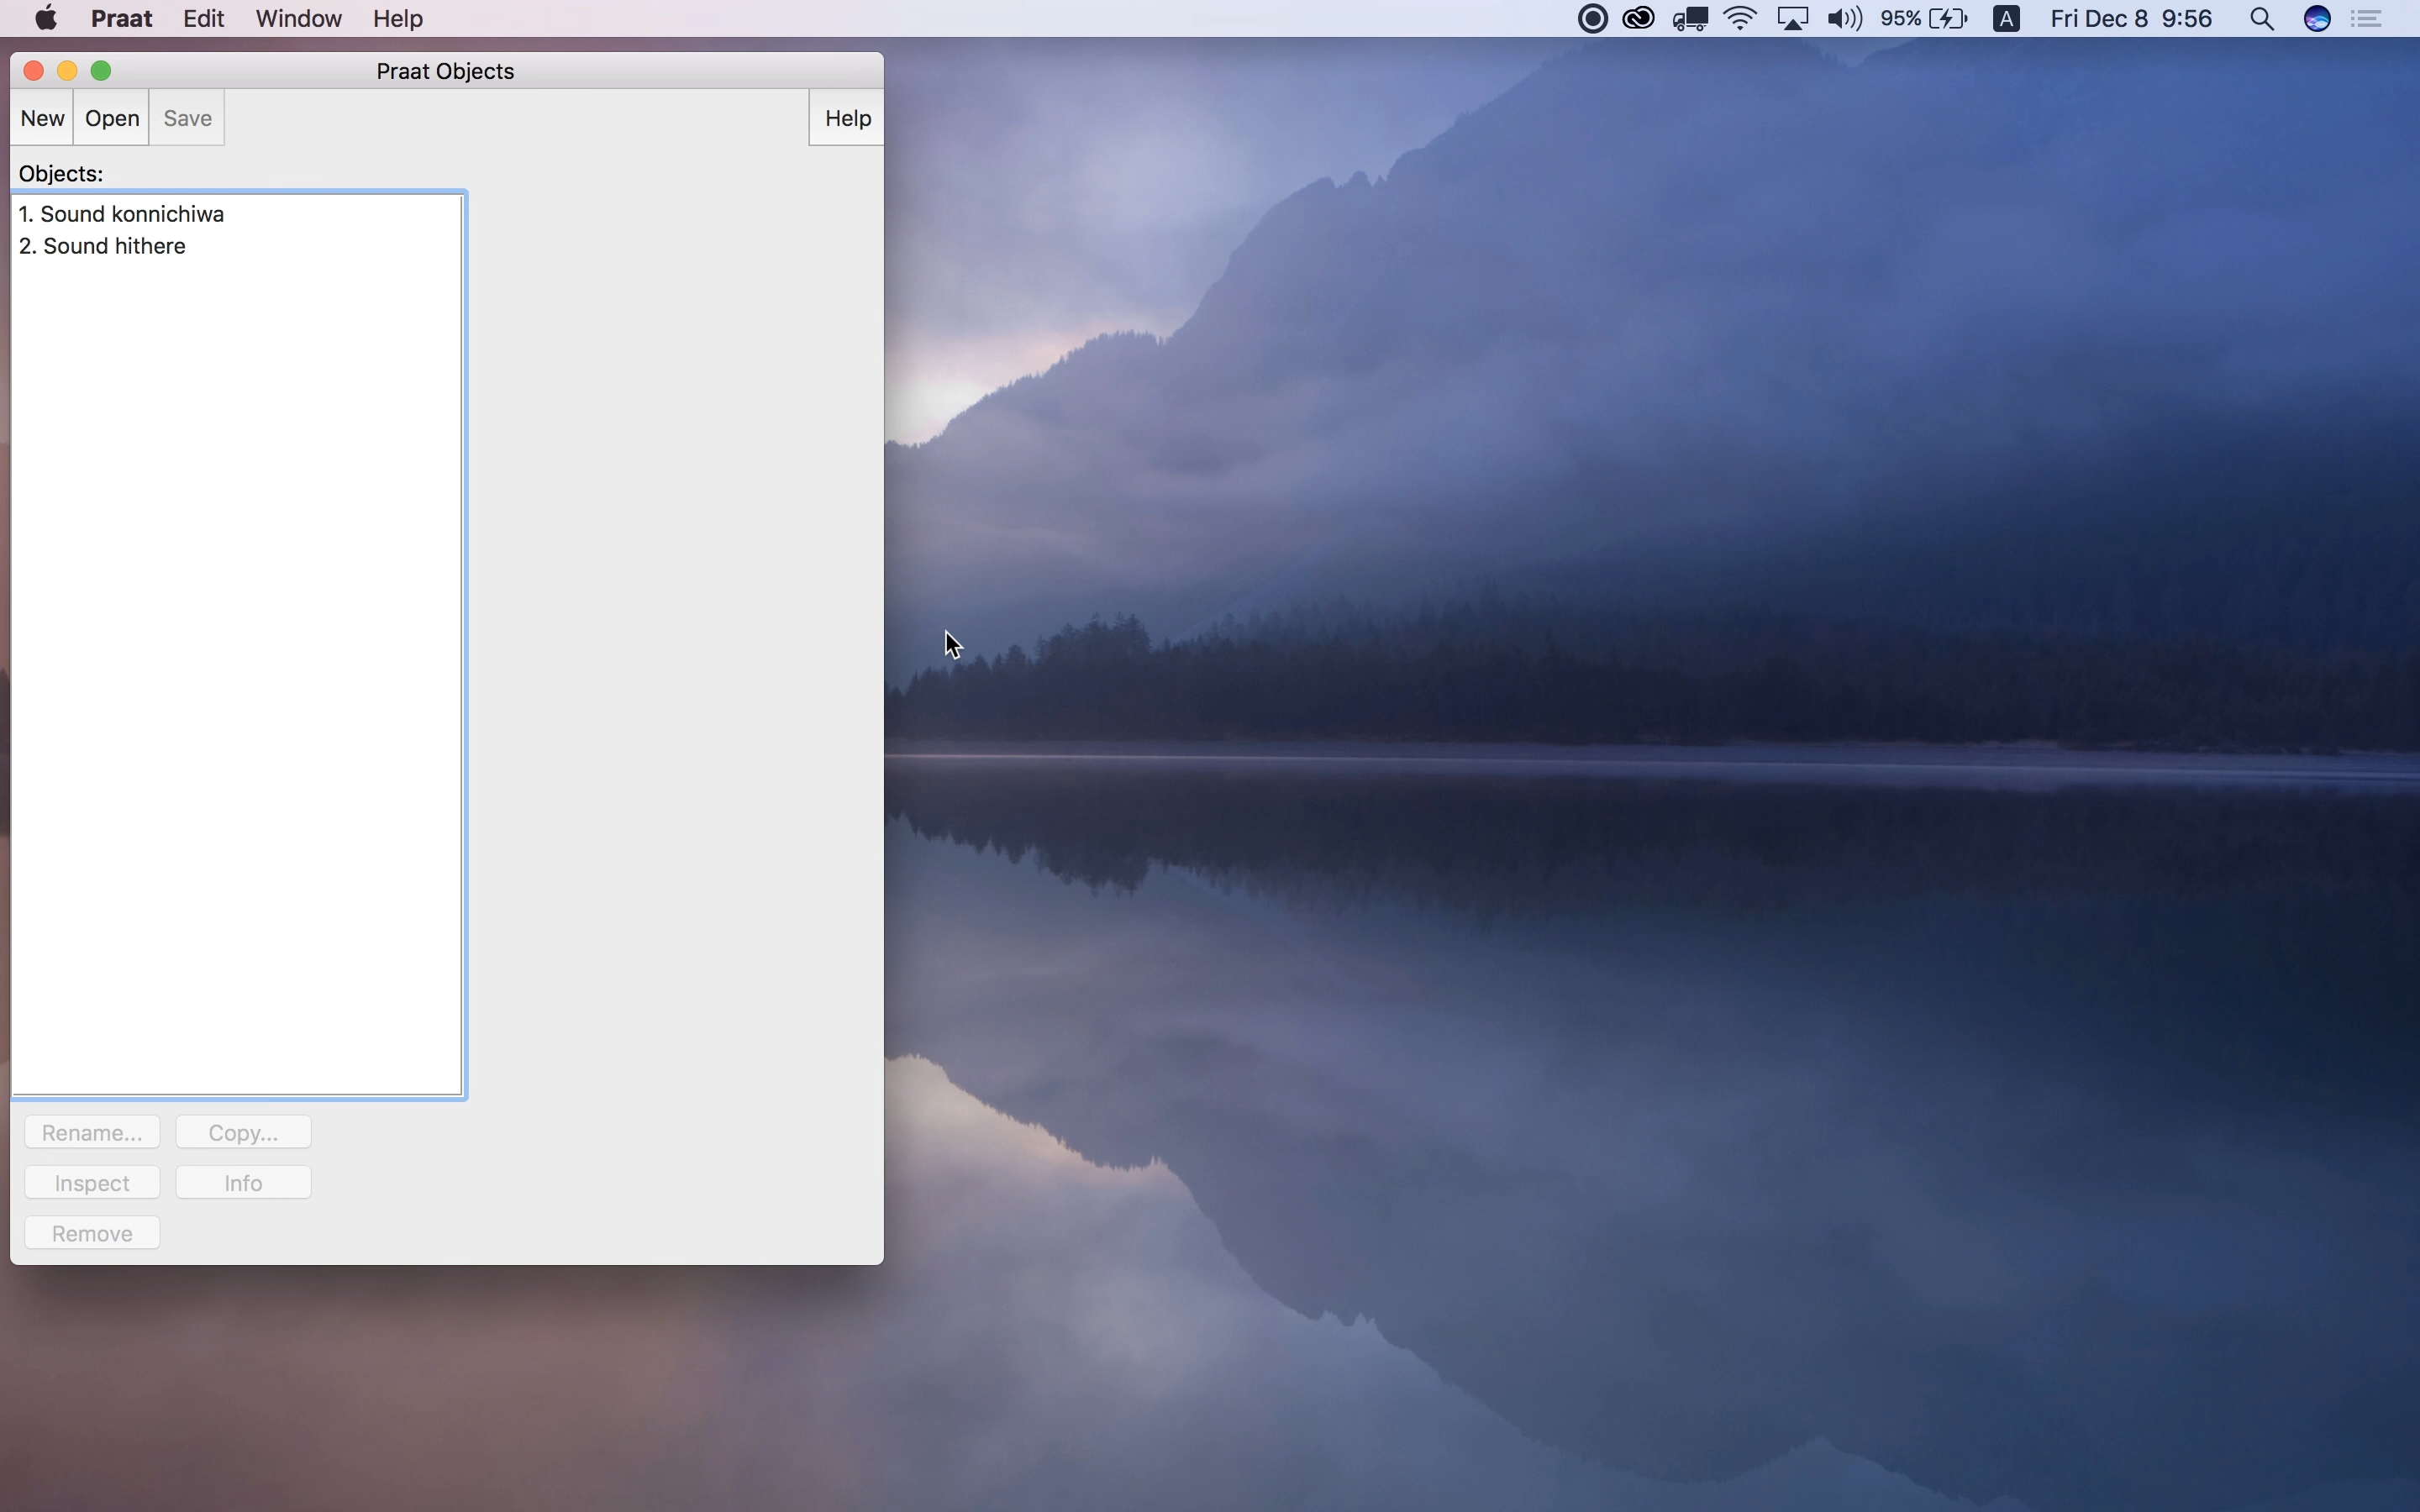 Praat Edit Window Help 95% A Fri Dec 8 9:56
Praat Objects
New Open Save Help
Objects:
1. Sound konnichiwa
2. Sound hithere
Rename... Copy...
Inspect Info
Remove